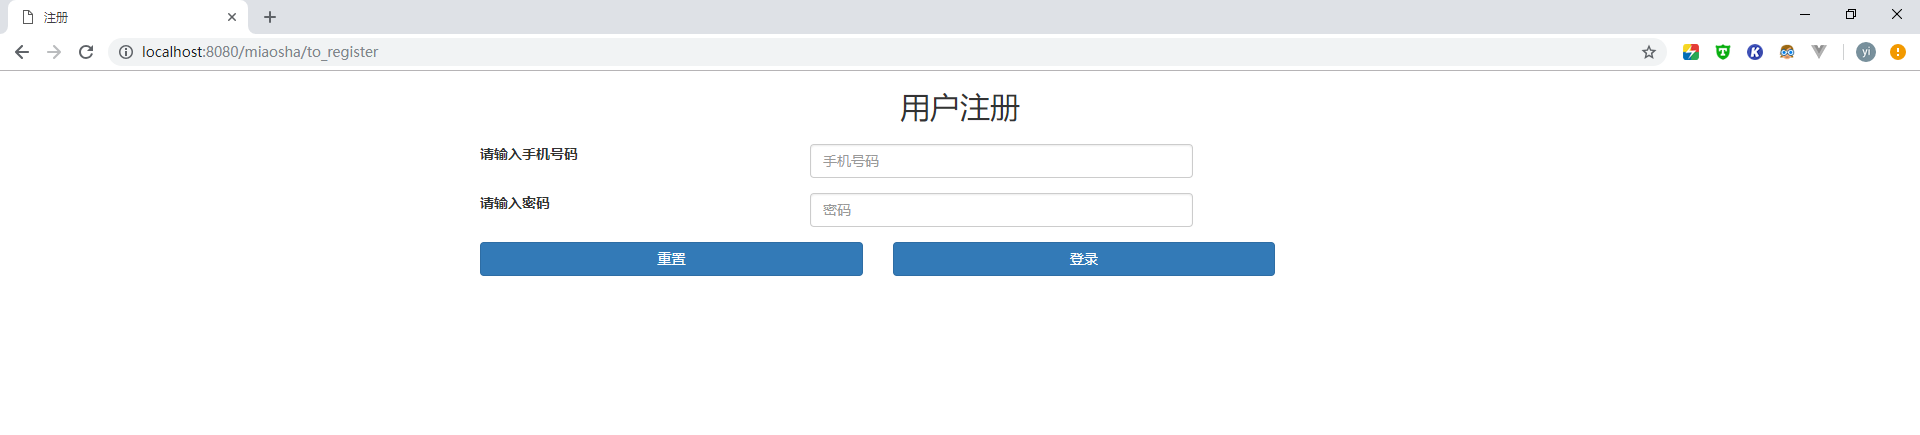 注册
localhost:8080/miaosha/to_register
yi
用户注册
请输入手机号码 手机号码
请输入密码 密码
重置 登录